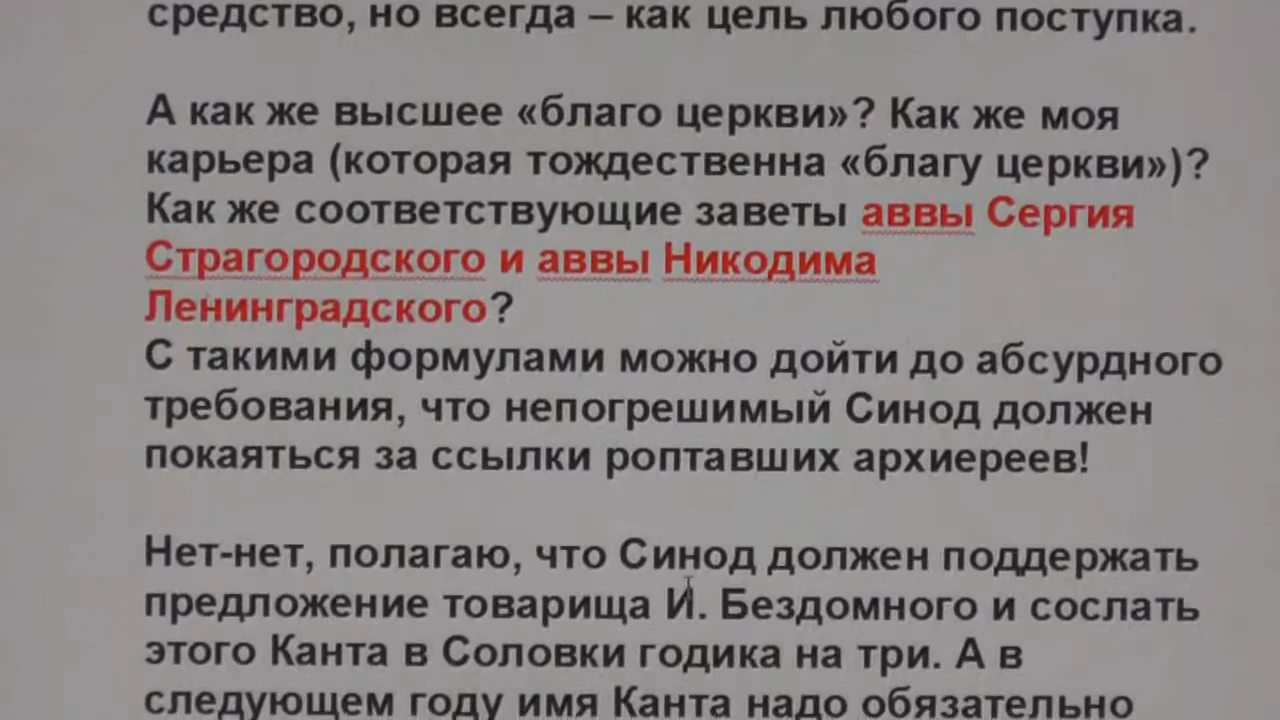 средство, но всегда – как цель любого поступка.
А как же высшее «благо церкви»? Как же моя
карьера (которая тождественна «благу церкви»)?
Как же соответствующие заветы аввы Сергия
Страгородского и аввы Никодима
Ленинградского?
С такими формулами можно дойти до абсурдного
требования, что непогрешимый Синод должен
покаяться за ссылки роптавших архиереев!
Нет-нет, полагаю, что Синод должен поддержать
предложение товарища И. Бездомного и сослать
этого Канта в Соловки годика на три. А в
следующем году имя Канта надо обязательно